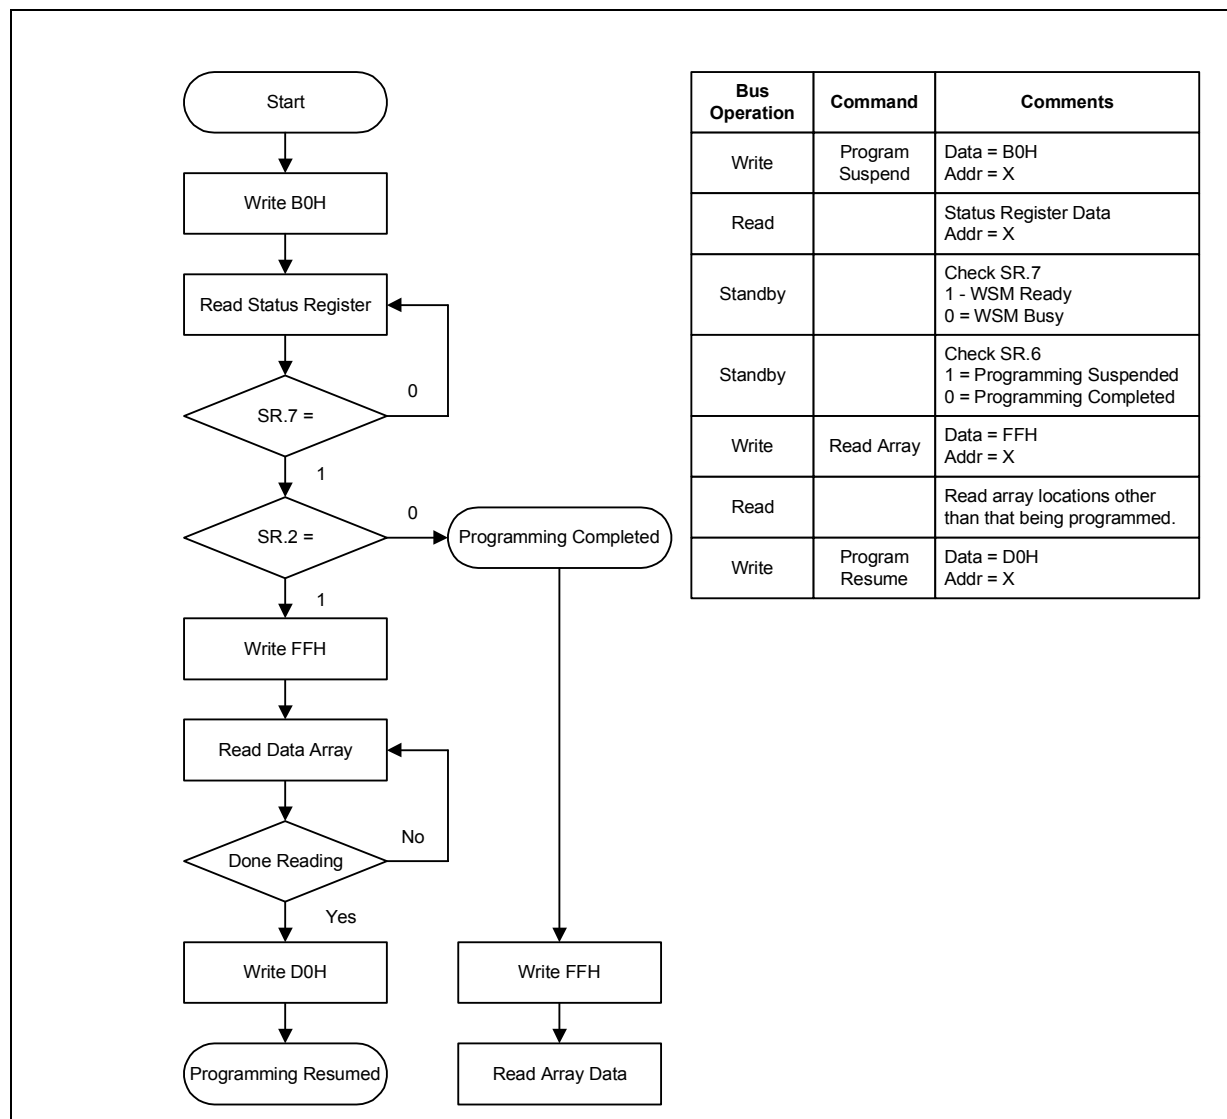 Start
Write B0H
Read Status Register
0
SR.7 =
1
0
SR.2 =
Programming Completed
1
Write FFH
Read Data Array
No
Done Reading
Yes
Write D0H
Write FFH
Programming Resumed
Read Array Data
Bus
Operation
Command
Comments
Write
Program
Suspend
Data = B0H
Addr = X
Read
Status Register Data
Addr = X
Standby
Check SR.7
1 - WSM Ready
0 = WSM Busy
Standby
Check SR.6
1 = Programming Suspended
0 = Programming Completed
Write
Read Array
Data = FFH
Addr = X
Read
Read array locations other
than that being programmed.
Write
Program
Resume
Data = D0H
Addr = X